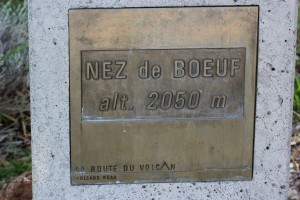 NEZ de BOEUF
alt. 2050 m
LA ROUTE DU VOLCAN